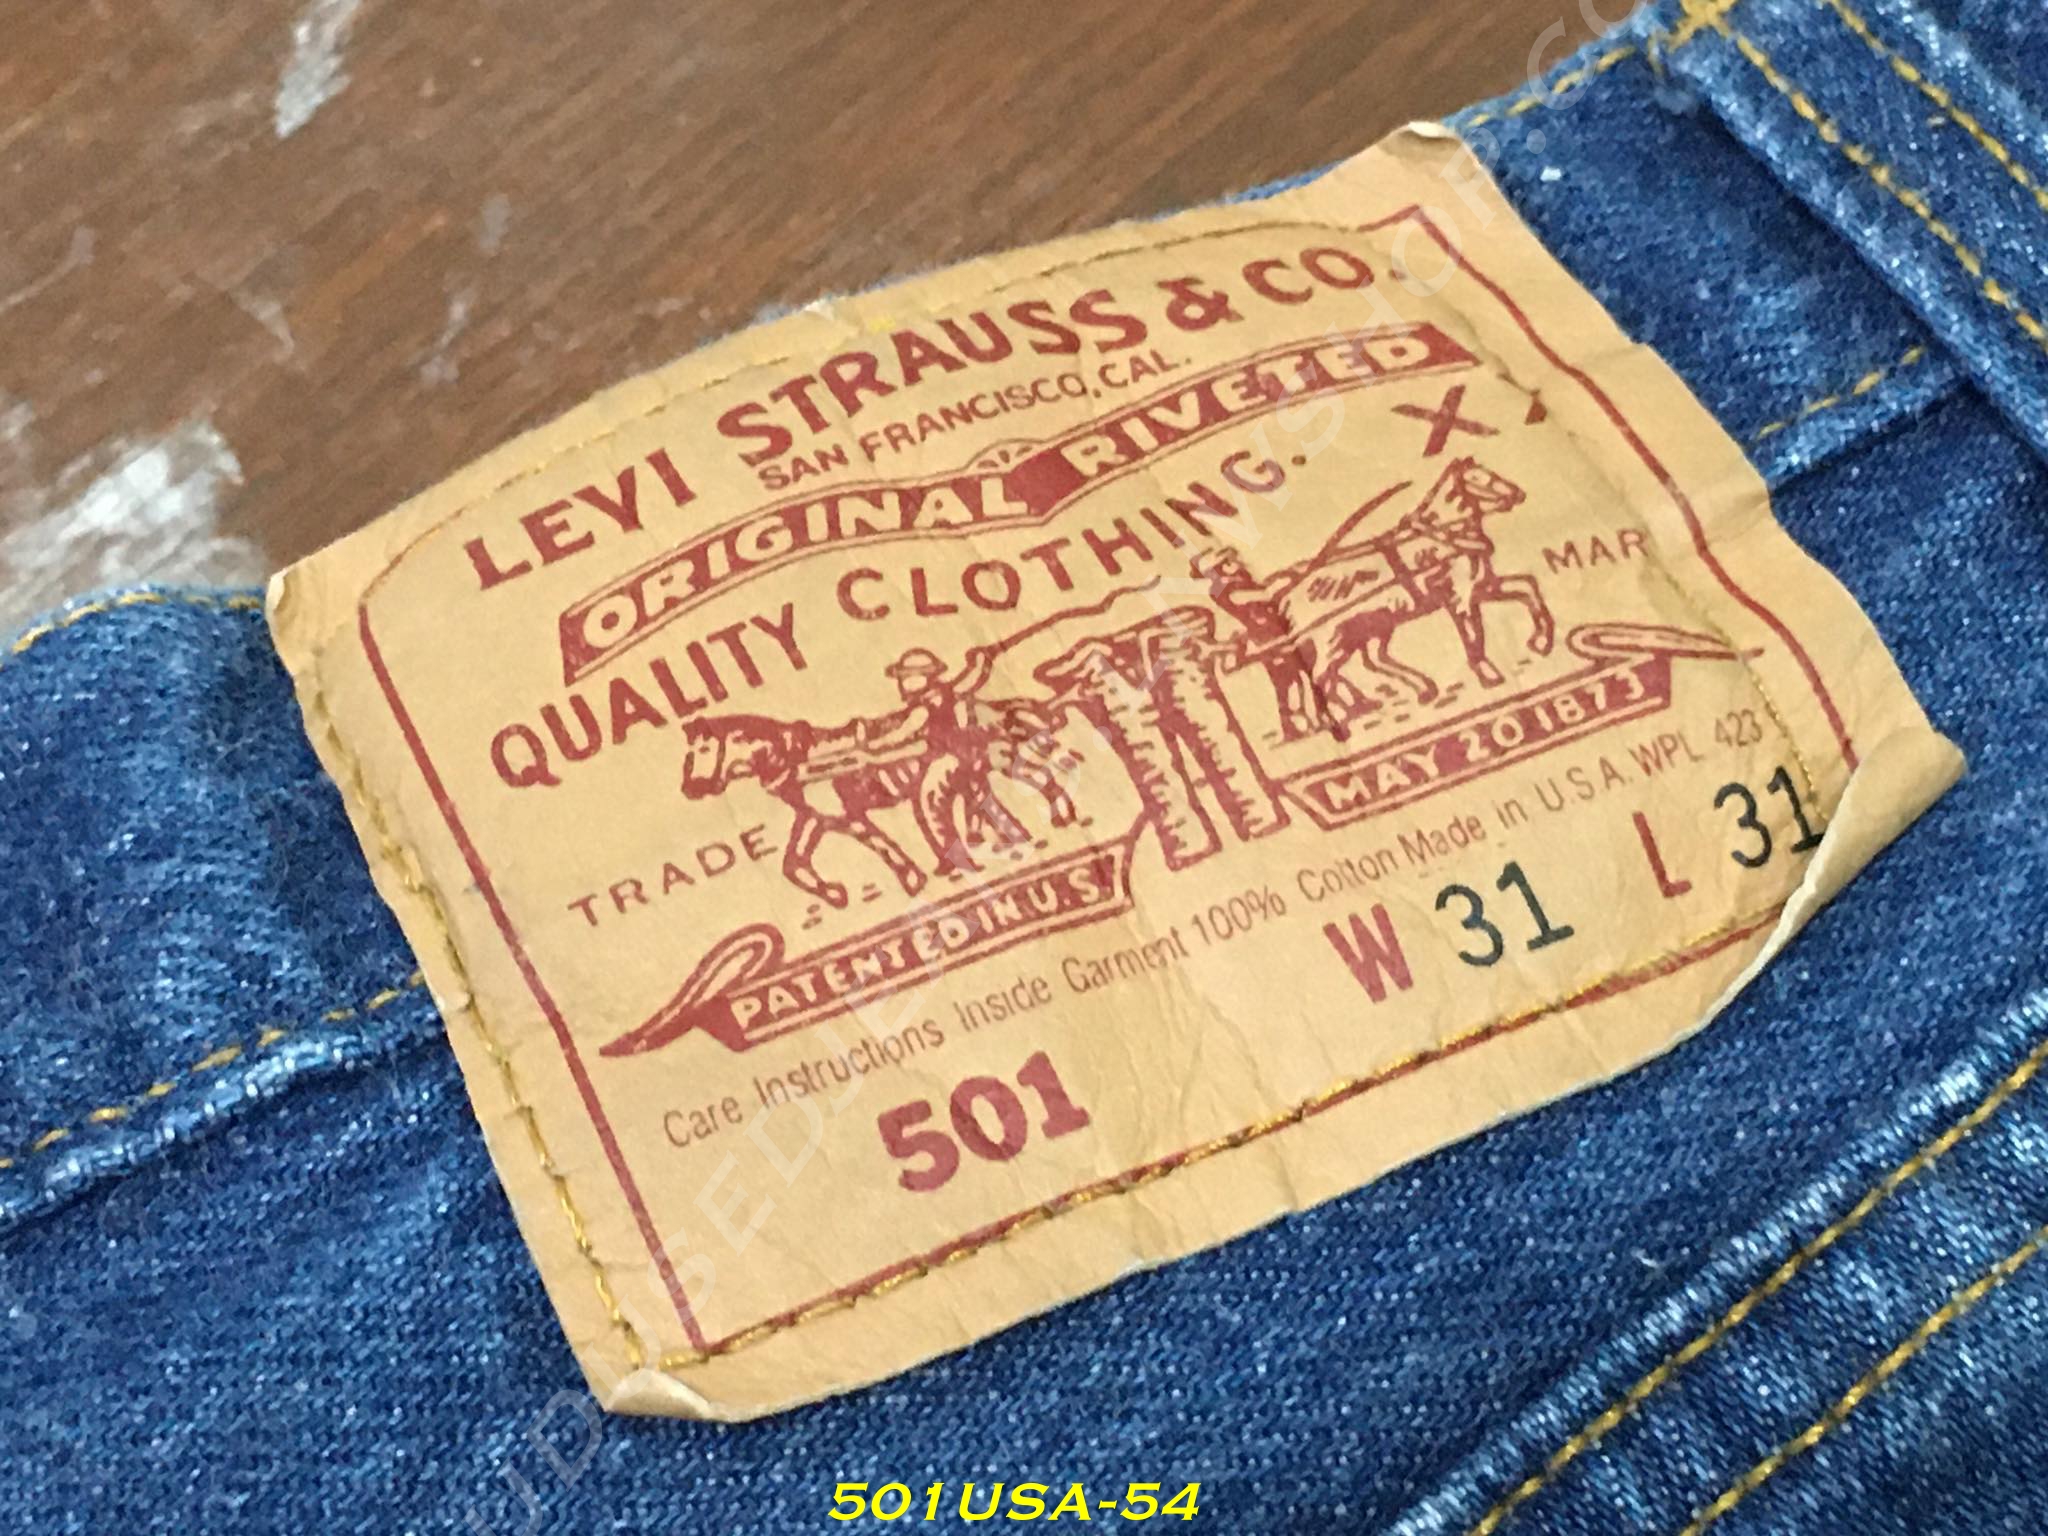 LEVI STRAUSS & CO.
SAN FRANCISCO, CAL.
ORIGINAL RIVETED
QUALITY CLOTHING.
X
TRADE MAR
PATENTED IN U.S.
MAY 20 1873
Care Instructions Inside Garment 100% Cotton Made in U.S.A. WPL 423
501 W 31 L 31
501USA-54